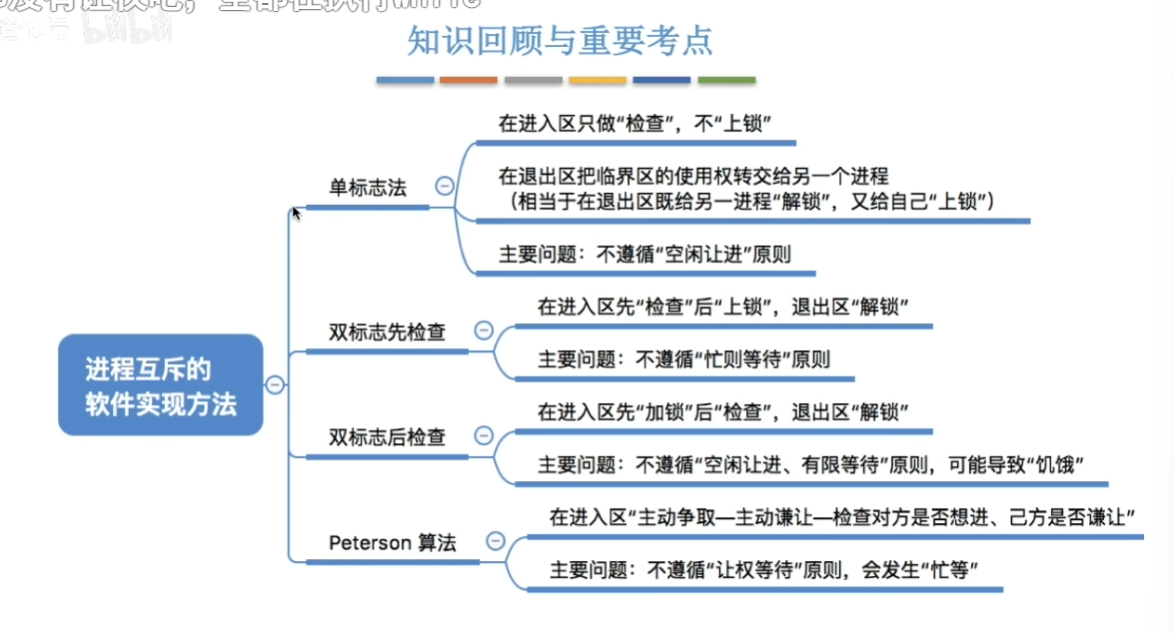 知识回顾与重要考点
在进入区只做“检查”，不“上锁”
单标志法
在退出区把临界区的使用权转交给另一个进程
（相当于在退出区既给另一进程“解锁”，又给自己“上锁”）
主要问题：不遵循“空闲让进”原则
在进入区先“检查”后“上锁”，退出区“解锁”
双标志先检查
主要问题：不遵循“忙则等待”原则
进程互斥的
软件实现方法
在进入区先“加锁”后“检查”，退出区“解锁”
双标志后检查
主要问题：不遵循“空闲让进、有限等待”原则，可能导致“饥饿”
在进入区“主动争取—主动谦让—检查对方是否想进、己方是否谦让”
Peterson 算法
主要问题：不遵循“让权等待”原则，会发生“忙等”